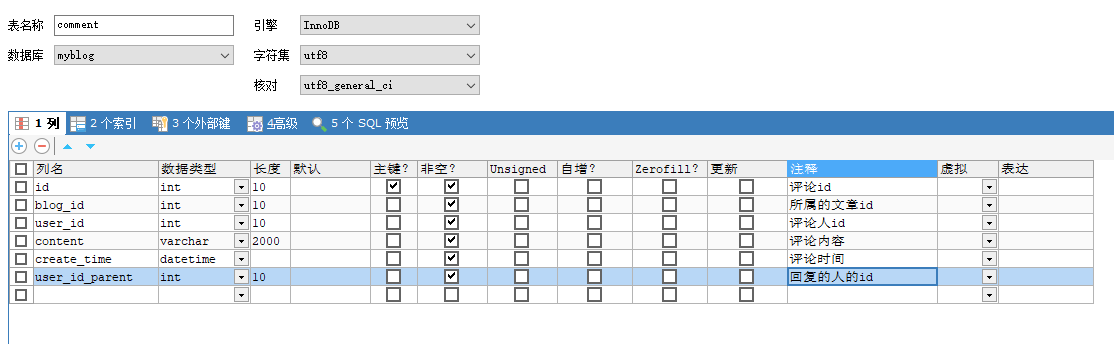 表名称 comment 引擎 InnoDB
数据库 myblog 字符集 utf8
核对 utf8_general_ci
1 列 2 个索引 3 个外部键 4高级 5 个 SQL 预览
列名 数据类型 长度 默认 主键? 非空? Unsigned 自增? Zerofill? 更新 注释 虚拟 表达
id int 10 评论id
blog_id int 10 所属的文章id
user_id int 10 评论人id
content varchar 2000 评论内容
create_time datetime 评论时间
user_id_parent int 10 回复的人的id